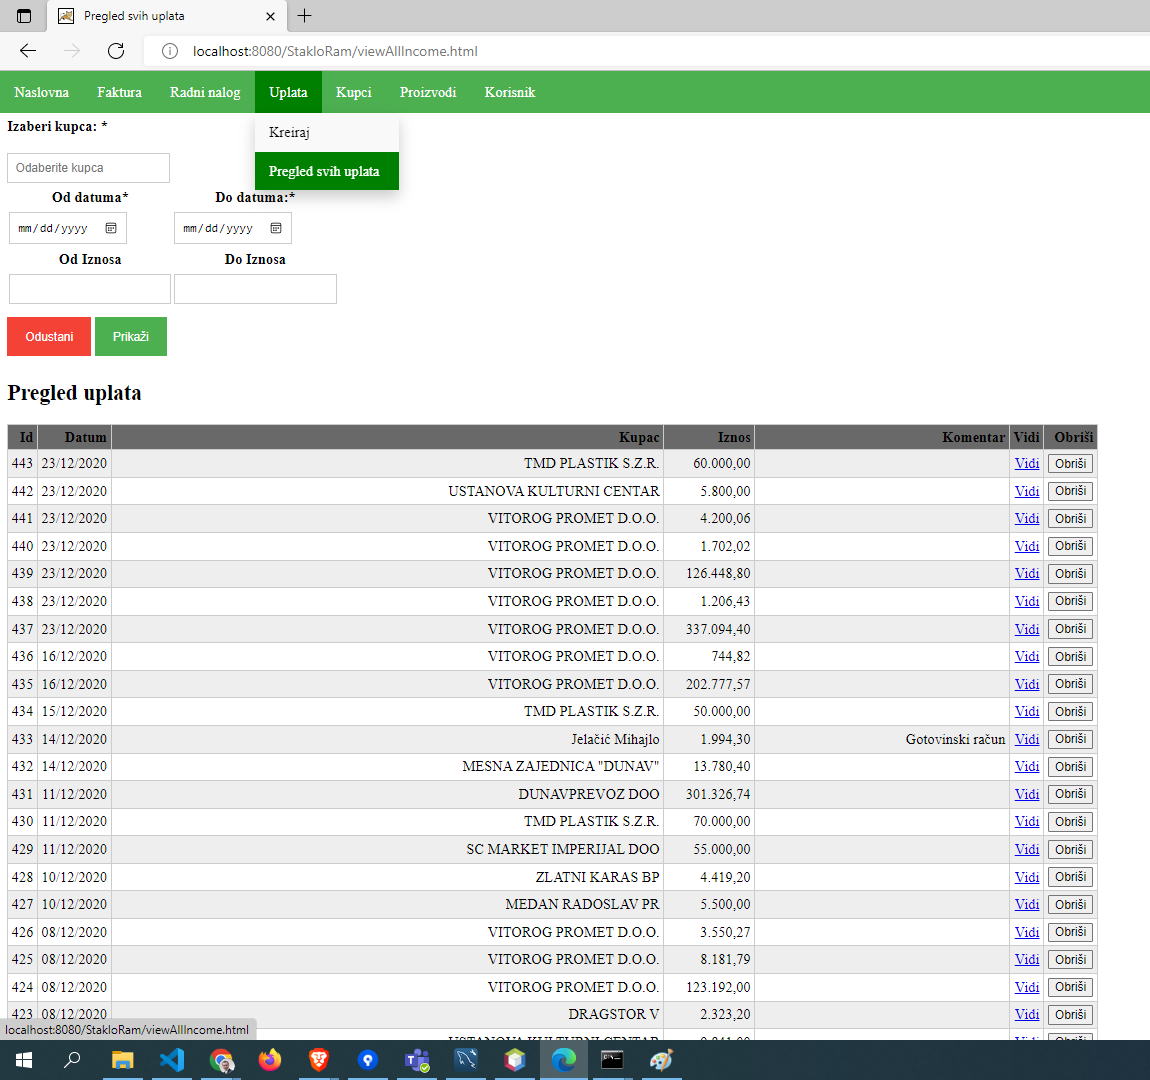 Pregled svih uplata
localhost:8080/StakloRam/viewAllIncome.html
Naslovna Faktura Radni nalog Uplata Kupci Proizvodi Korisnik
Izaberi kupca: *
Kreiraj
Odaberite kupca
Pregled svih uplata
Od datuma* Do datuma:*
mm/dd/yyyy mm/dd/yyyy
Od Iznosa Do Iznosa
Odustani Prikaži
Pregled uplata
Id Datum Kupac Iznos Komentar Vidi Obriši
443 23/12/2020 TMD PLASTIK S.Z.R. 60.000,00 Vidi Obriši
442 23/12/2020 USTANOVA KULTURNI CENTAR 5.800,00 Vidi Obriši
441 23/12/2020 VITOROG PROMET D.O.O. 4.200,06 Vidi Obriši
440 23/12/2020 VITOROG PROMET D.O.O. 1.702,02 Vidi Obriši
439 23/12/2020 VITOROG PROMET D.O.O. 126.448,80 Vidi Obriši
438 23/12/2020 VITOROG PROMET D.O.O. 1.206,43 Vidi Obriši
437 23/12/2020 VITOROG PROMET D.O.O. 337.094,40 Vidi Obriši
436 16/12/2020 VITOROG PROMET D.O.O. 744,82 Vidi Obriši
435 16/12/2020 VITOROG PROMET D.O.O. 202.777,57 Vidi Obriši
434 15/12/2020 TMD PLASTIK S.Z.R. 50.000,00 Vidi Obriši
433 14/12/2020 Jelačić Mihajlo 1.994,30 Gotovinski račun Vidi Obriši
432 14/12/2020 MESNA ZAJEDNICA "DUNAV" 13.780,40 Vidi Obriši
431 11/12/2020 DUNAVPREVOZ DOO 301.326,74 Vidi Obriši
430 11/12/2020 TMD PLASTIK S.Z.R. 70.000,00 Vidi Obriši
429 11/12/2020 SC MARKET IMPERIJAL DOO 55.000,00 Vidi Obriši
428 10/12/2020 ZLATNI KARAS BP 4.419,20 Vidi Obriši
427 10/12/2020 MEDAN RADOSLAV PR 5.500,00 Vidi Obriši
426 08/12/2020 VITOROG PROMET D.O.O. 3.550,27 Vidi Obriši
425 08/12/2020 VITOROG PROMET D.O.O. 8.181,79 Vidi Obriši
424 08/12/2020 VITOROG PROMET D.O.O. 123.192,00 Vidi Obriši
423 08/12/2020 DRAGSTOR V 2.323,20 Vidi Obriši
localhost:8080/StakloRam/viewAllIncome.html